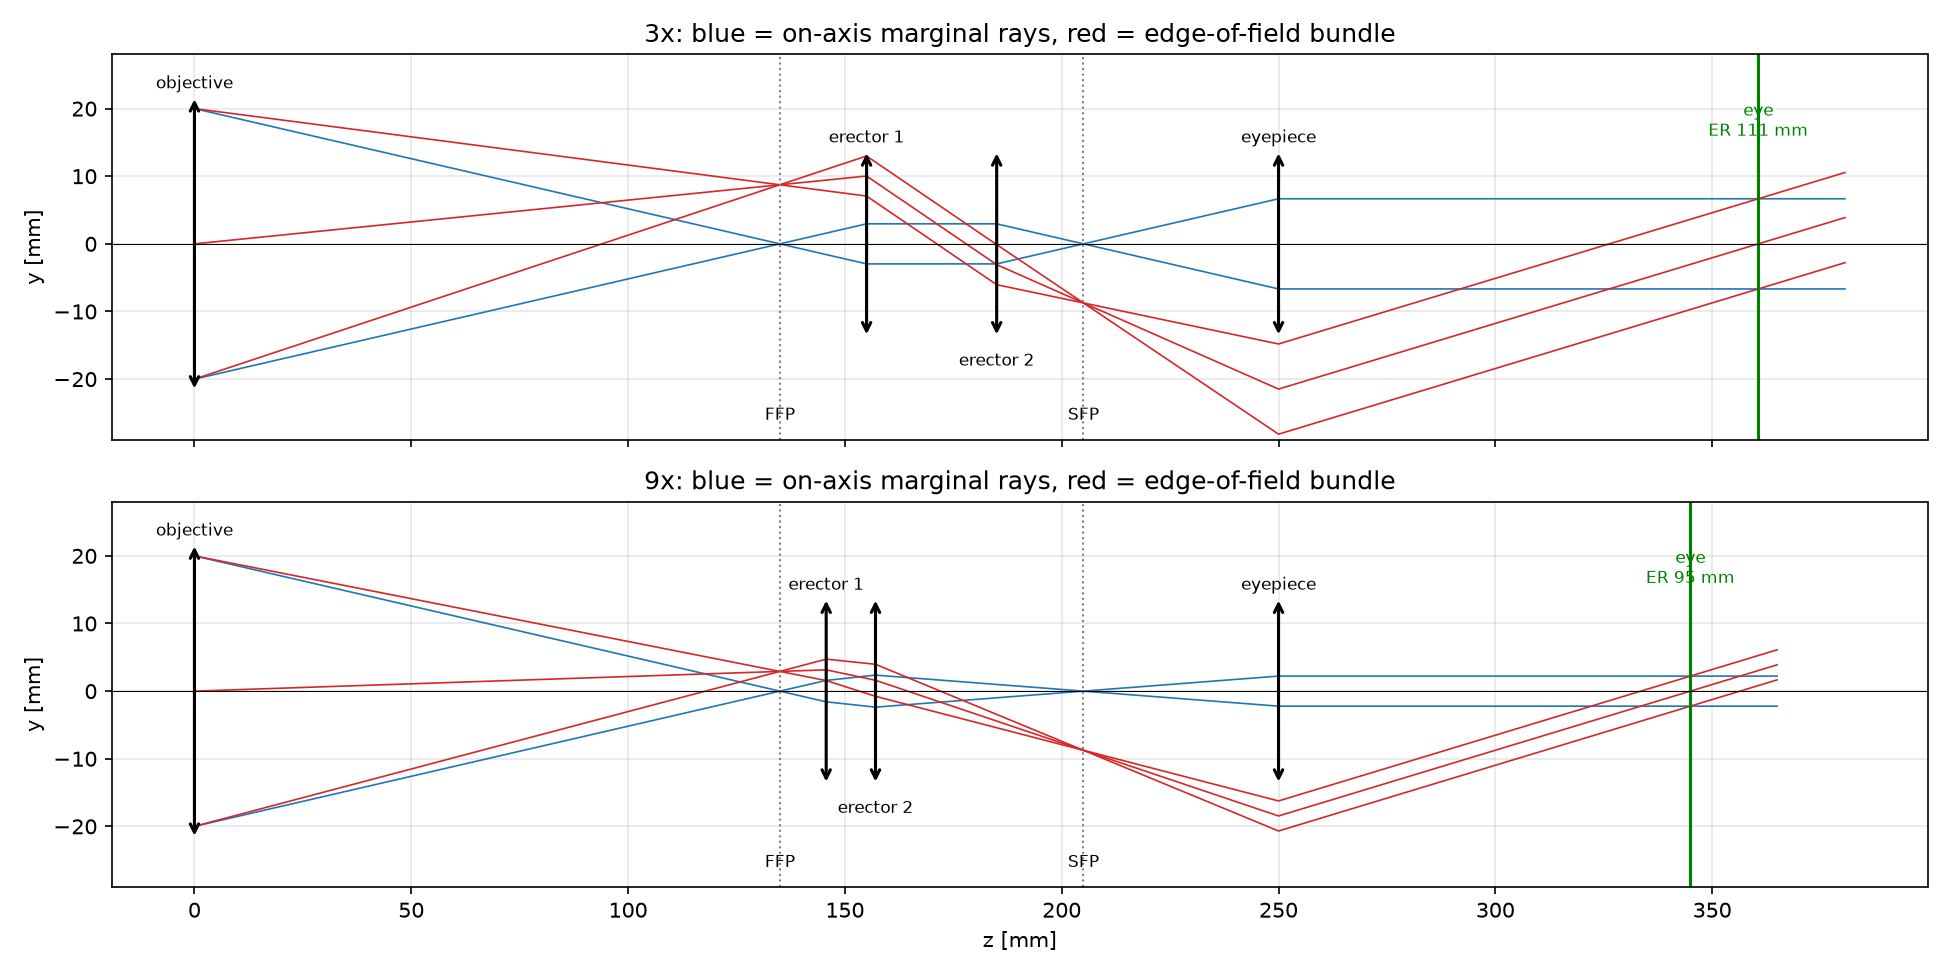 3x: blue = on-axis marginal rays, red = edge-of-field bundle
objective
erector 1
erector 2
eyepiece
eye
ER 111 mm
FFP
SFP
y [mm]
20
10
0
−10
−20
9x: blue = on-axis marginal rays, red = edge-of-field bundle
objective
erector 1
erector 2
eyepiece
eye
ER 95 mm
FFP
SFP
y [mm]
20
10
0
−10
−20
0 50 100 150 200 250 300 350
z [mm]